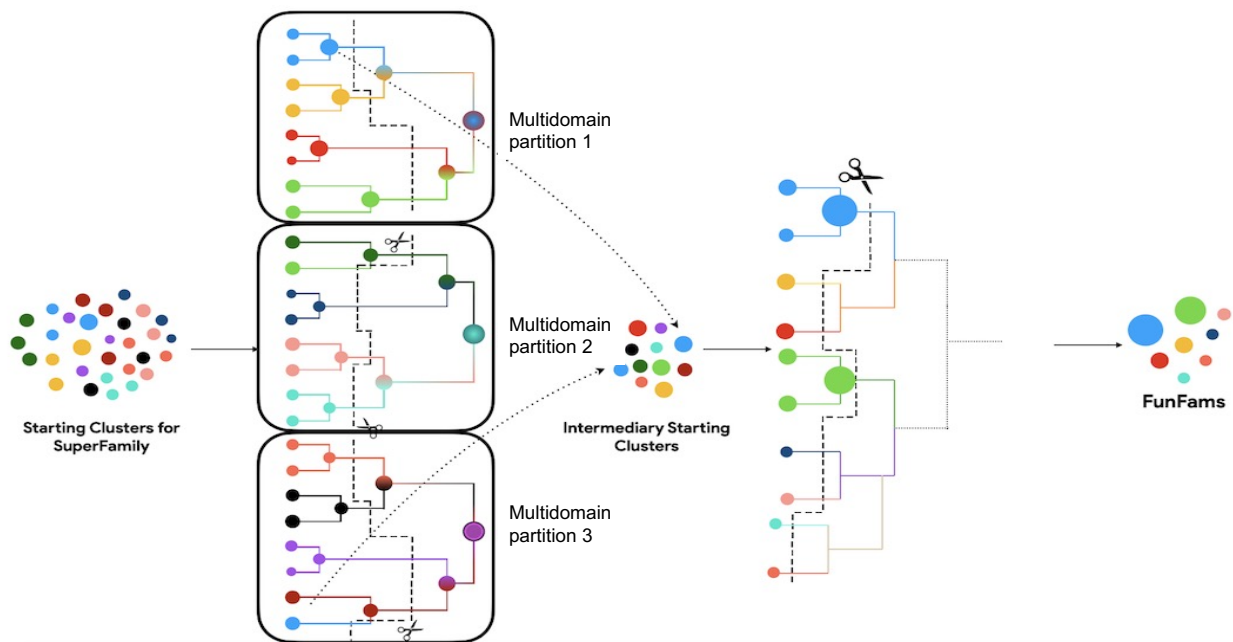 Multidomain
partition 1
Multidomain
partition 2
Multidomain
partition 3
Starting Clusters for
SuperFamily
Intermediary Starting
Clusters
FunFams